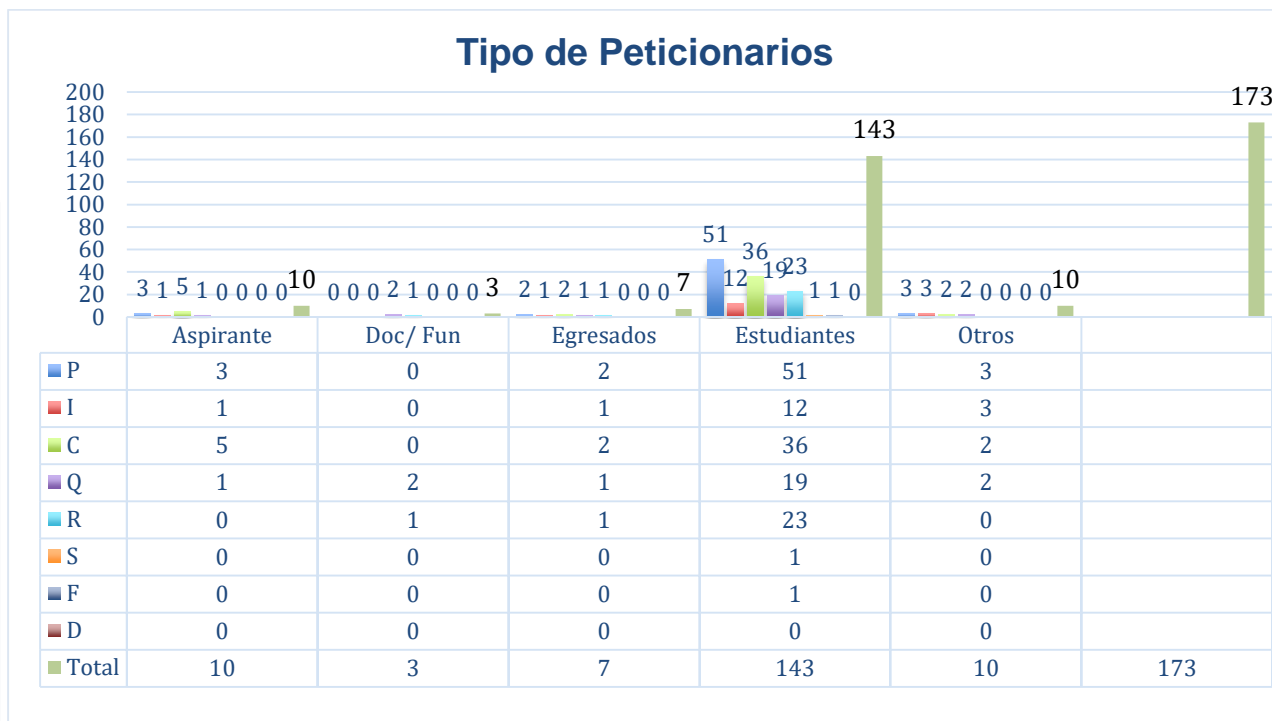 Tipo de Peticionarios
200
180
160
140
120
100
80
60
40
20
0
3 1 5 1 0 0 0 0 10
0 0 0 2 1 0 0 0 3
2 1 2 1 1 0 0 0 7
51 12 36 19 23 1 1 0 143
3 3 2 2 0 0 0 0 10
173
Aspirante Doc/ Fun Egresados Estudiantes Otros
P 3 0 2 51 3
I 1 0 1 12 3
C 5 0 2 36 2
Q 1 2 1 19 2
R 0 1 1 23 0
S 0 0 0 1 0
F 0 0 0 1 0
D 0 0 0 0 0
Total 10 3 7 143 10 173